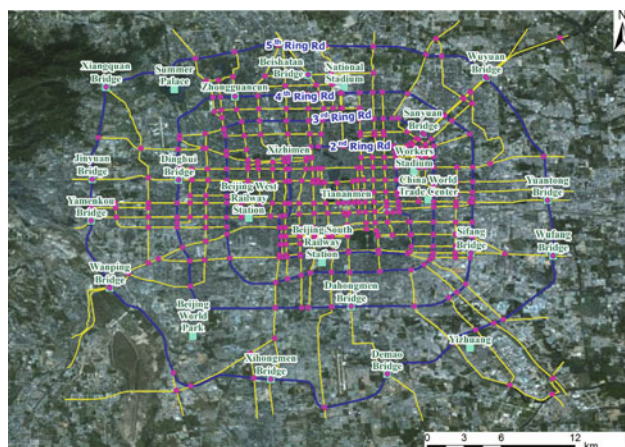 N
5th Ring Rd
Beishatan
Bridge
National
Stadium
Wuyuan
Bridge
Xiangquan
Bridge
Summer
Palace
Zhongguancun
4th Ring Rd
3rd Ring Rd
Sanyuan
Bridge
2nd Ring Rd
Xizhimen
Workers
Stadium
Jinyuan
Bridge
Dinghui
Bridge
Beijing West
Railway
Station
Tiananmen
China World
Trade Center
Yuantong
Bridge
Yamenkou
Bridge
Beijing South
Railway
Station
Sifang
Bridge
Wufang
Bridge
Wanping
Bridge
Dahongmen
Bridge
Beijing
World
Park
Yizhuang
Xihongmen
Bridge
Demao
Bridge
0 3 6 12
km